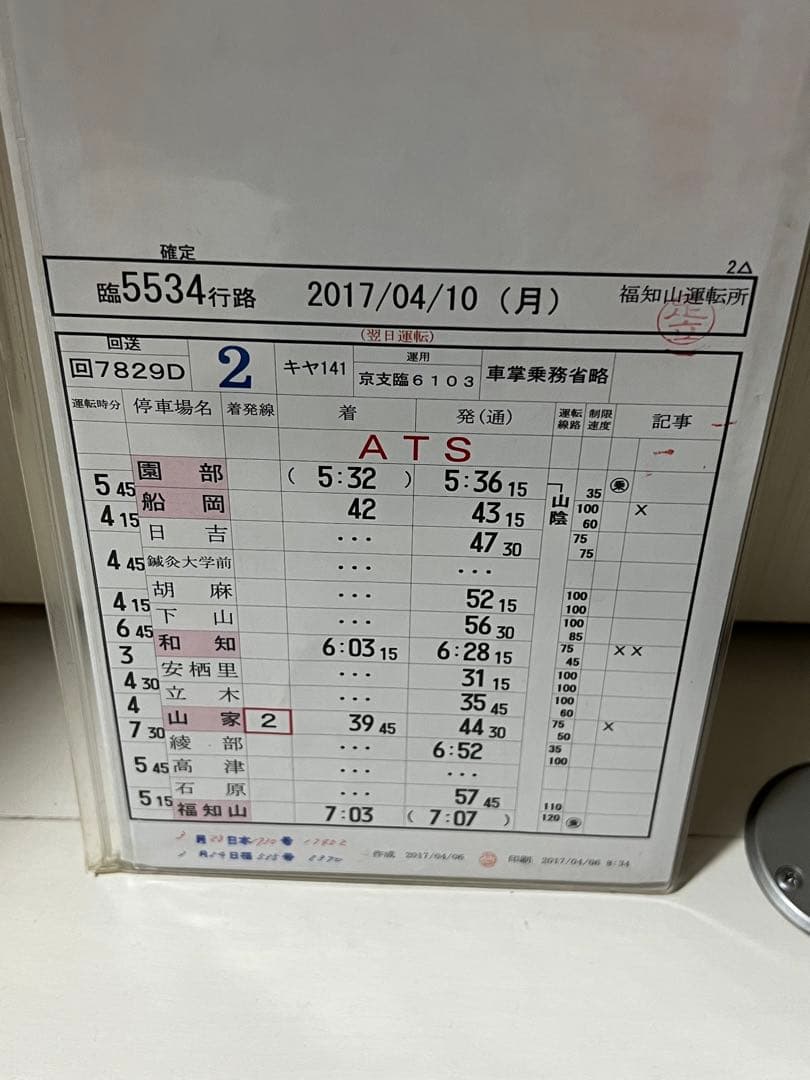 確定
2△
臨5534行路 2017/04/10（月） 福知山運転所
回送 (翌日運転)
回7829D 2 キヤ141 運用 京支臨6103 車掌乗務省略
運転時分 停車場名 着発線 着 発(通) 運転線路 制限速度 記事
ATS
園部 ( 5:32 ) 5:36 15 山陰 35 乗
5 45
船岡 42 43 15 100 60 ×
4 15
日吉 ... 47 30 75 75
鍼灸大学前 ... ...
4 45
胡麻 ... 52 15 100 100
4 15
下山 ... 56 30 100 85
6 45
和知 6:03 15 6:28 15 75 45 ××
3
安栖里 ... 31 15 100 100
4 30
立木 ... 35 45 100 60
4
山家 2 39 45 44 30 75 50 ×
7 30
綾部 ... 6:52 35 100
高津 ... ...
5 45
石原 ... 57 45
5 15
福知山 7:03 ( 7:07 ) 110 120 乗
作成 2017/04/06 印刷 2017/04/06 8:34